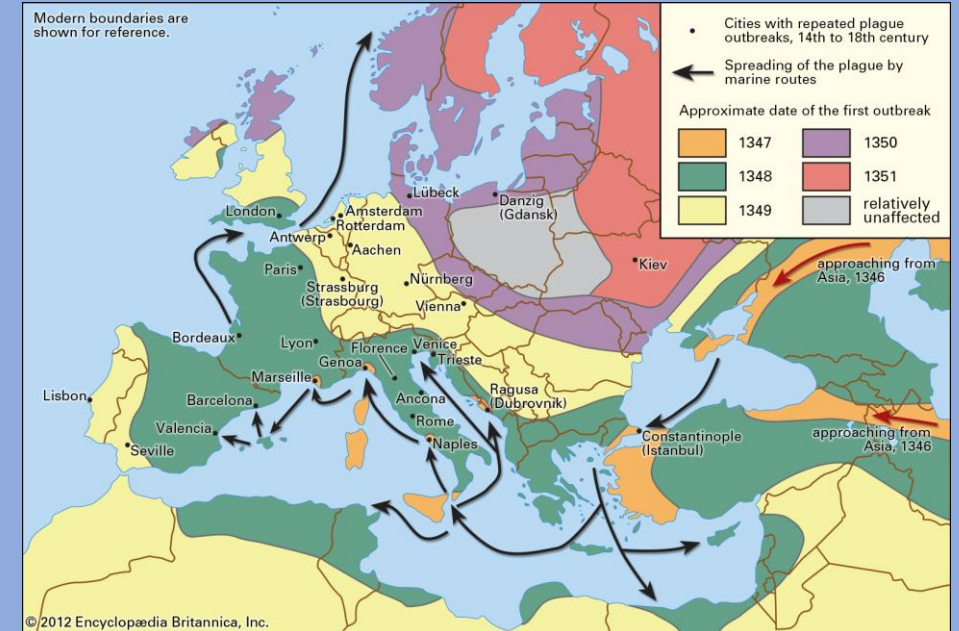 Modern boundaries are
shown for reference.
Cities with repeated plague
outbreaks, 14th to 18th century
Spreading of the plague by
marine routes
Approximate date of the first outbreak
1347
1350
1348
1351
1349
relatively
unaffected
Lübeck
Danzig
(Gdansk)
London
Amsterdam
Rotterdam
Antwerp
Aachen
Kiev
approaching from
Asia, 1346
Paris
Strassburg
(Strasbourg)
Nürnberg
Vienna
Bordeaux
Lyon
Florence
Venice
Trieste
Genoa
Marseille
Ragusa
(Dubrovnik)
Lisbon
Barcelona
Ancona
Rome
Valencia
Naples
Constantinople
(Istanbul)
approaching from
Asia, 1346
Seville
© 2012 Encyclopædia Britannica, Inc.